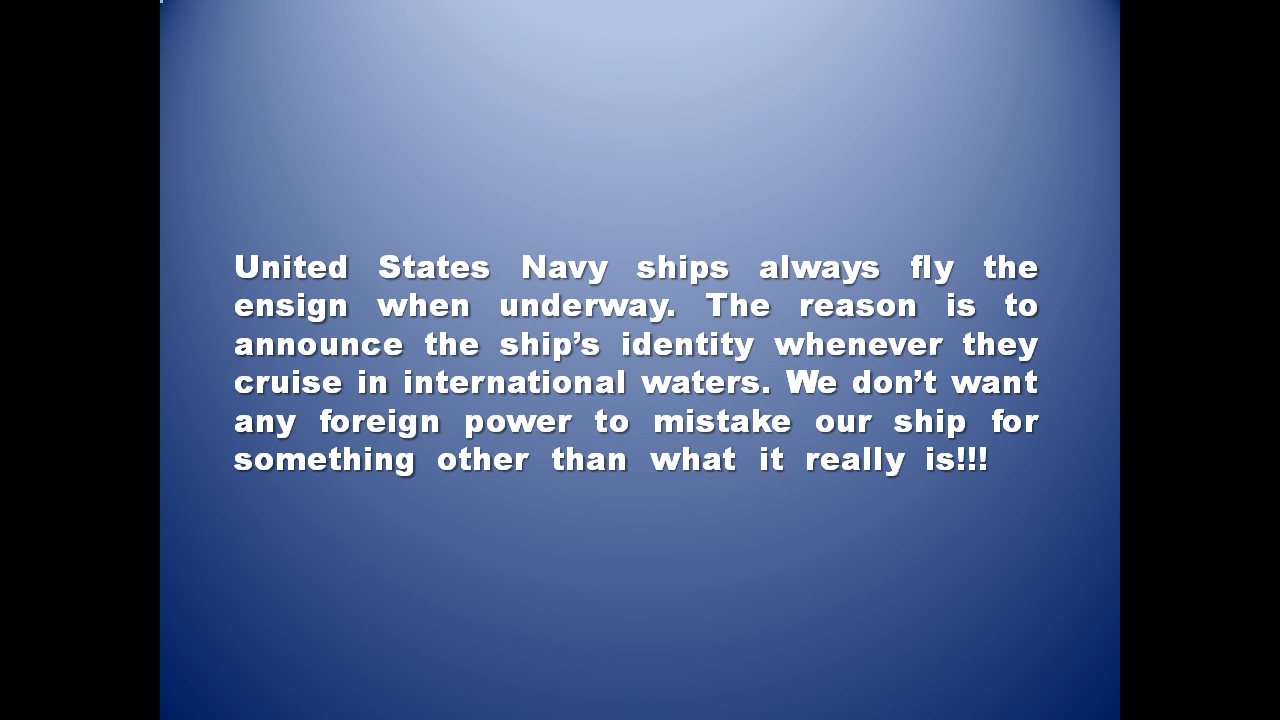 United States Navy ships always fly the
ensign when underway. The reason is to
announce the ship’s identity whenever they
cruise in international waters. We don’t want
any foreign power to mistake our ship for
something other than what it really is!!!